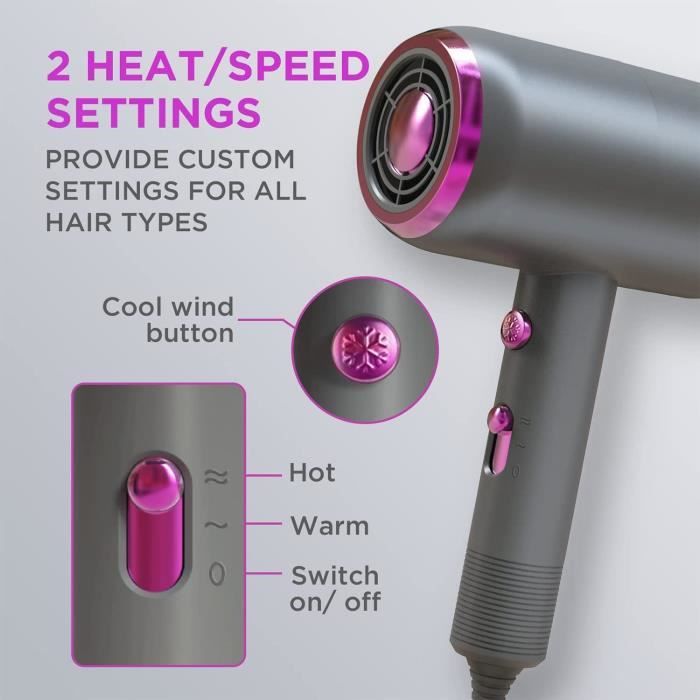 2 HEAT/SPEED
SETTINGS
PROVIDE CUSTOM
SETTINGS FOR ALL
HAIR TYPES
Cool wind
button
Hot
Warm
Switch
on/ off